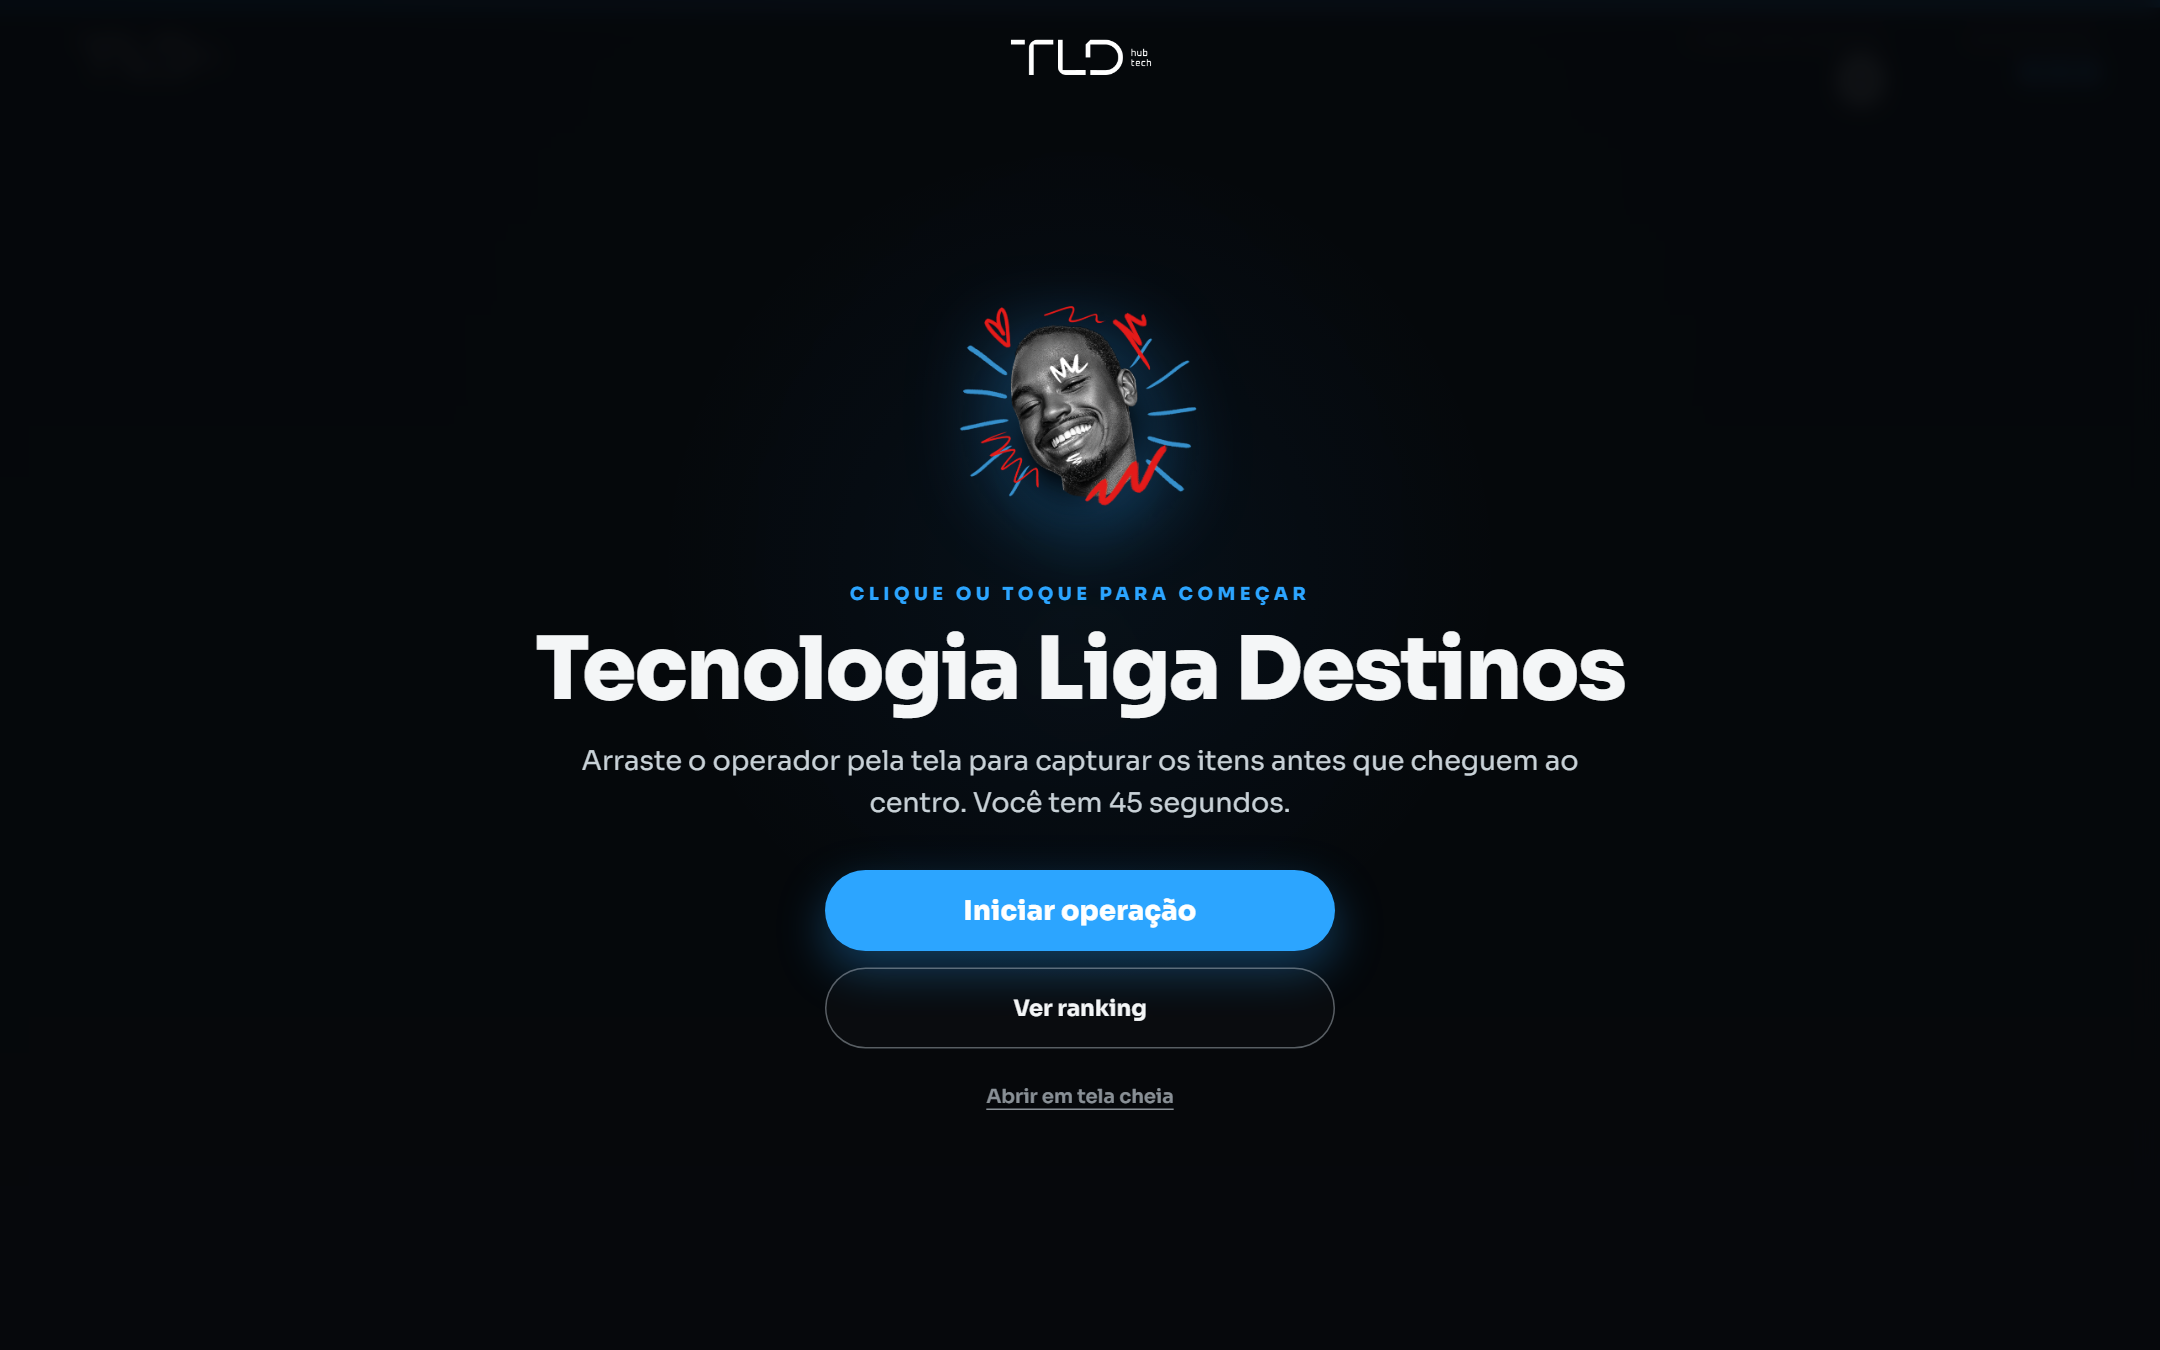 TLD hub tech
CLIQUE OU TOQUE PARA COMEÇAR
Tecnologia Liga Destinos
Arraste o operador pela tela para capturar os itens antes que cheguem ao
centro. Você tem 45 segundos.
Iniciar operação
Ver ranking
Abrir em tela cheia